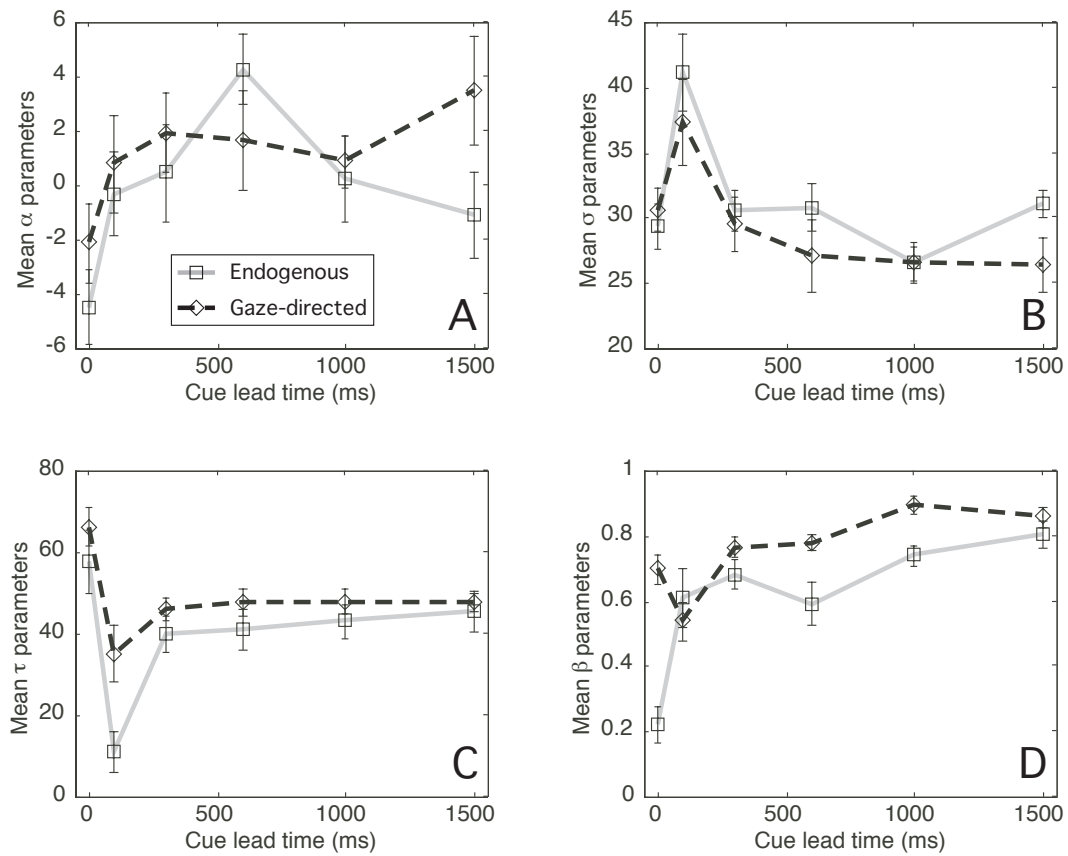 6
4
2
0
-2
-4
-6
Mean α parameters
Endogenous
Gaze-directed
A
0 500 1000 1500
Cue lead time (ms)
45
40
35
30
25
20
Mean σ parameters
B
0 500 1000 1500
Cue lead time (ms)
80
60
40
20
0
Mean τ parameters
C
0 500 1000 1500
Cue lead time (ms)
1
0.8
0.6
0.4
0.2
0
Mean β parameters
D
0 500 1000 1500
Cue lead time (ms)